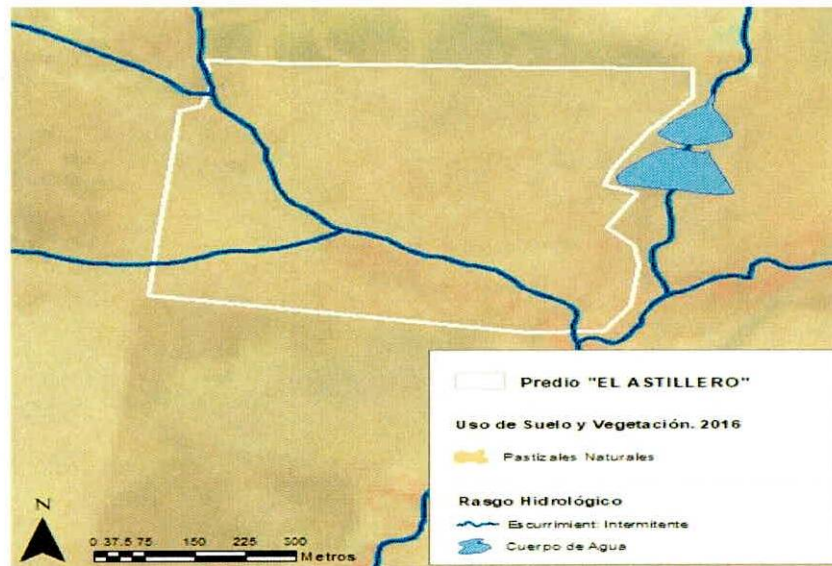 Predio "EL ASTILLERO"
Uso de Suelo y Vegetación. 2016
Pastizales Naturales
Rasgo Hidrológico
Escurrimient: Intermitente
Cuerpo de Agua
N
0 37.5 75 150 225 300
Metros